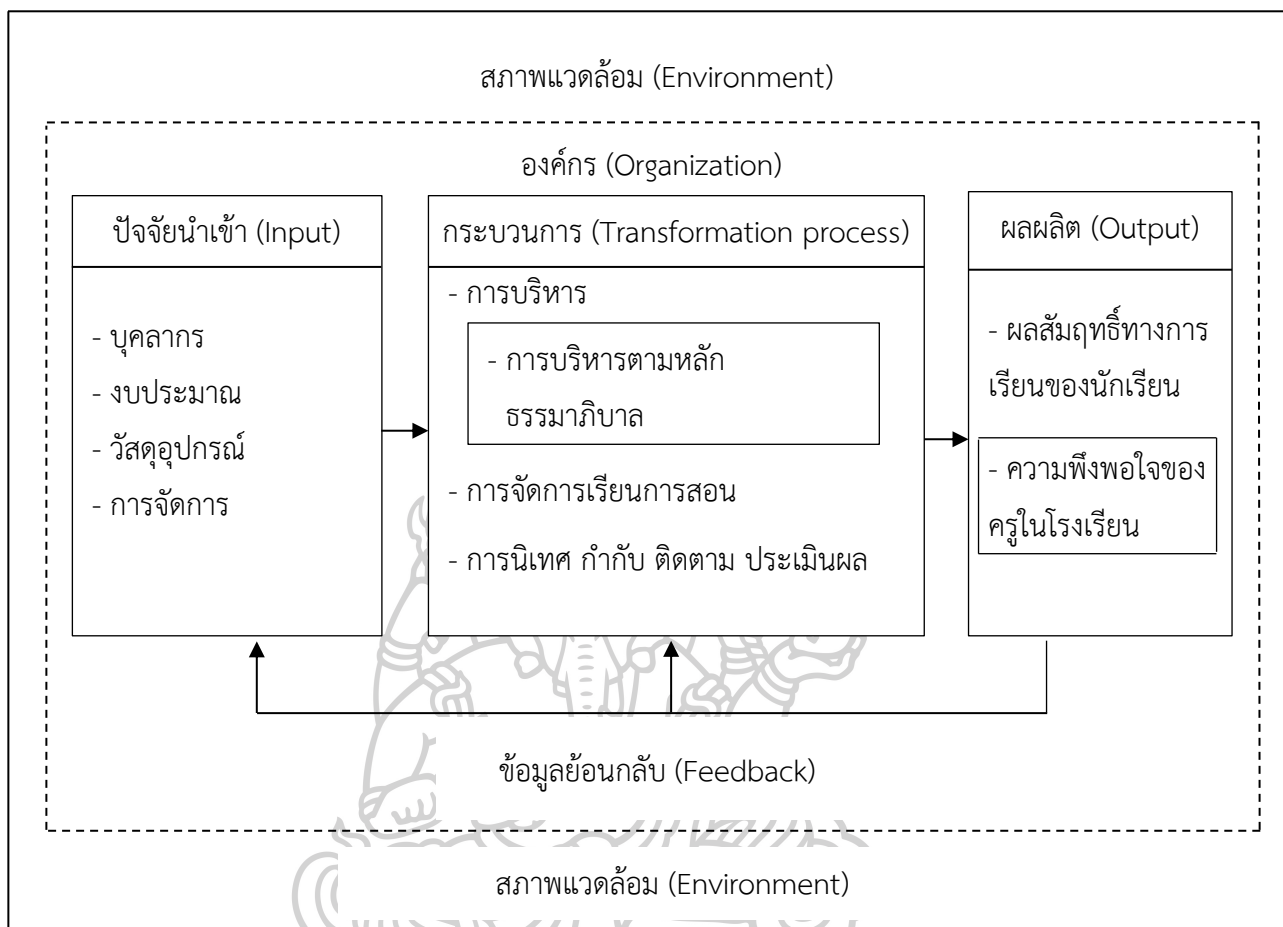 สภาพแวดล้อม (Environment)
องค์กร (Organization)
ปัจจัยนำเข้า (Input)
- บุคลากร
- งบประมาณ
- วัสดุอุปกรณ์
- การจัดการ
กระบวนการ (Transformation process)
- การบริหาร
- การบริหารตามหลัก
ธรรมาภิบาล
- การจัดการเรียนการสอน
- การนิเทศ กำกับ ติดตาม ประเมินผล
ผลผลิต (Output)
- ผลสัมฤทธิ์ทางการ
เรียนของนักเรียน
- ความพึงพอใจของ
ครูในโรงเรียน
ข้อมูลย้อนกลับ (Feedback)
สภาพแวดล้อม (Environment)